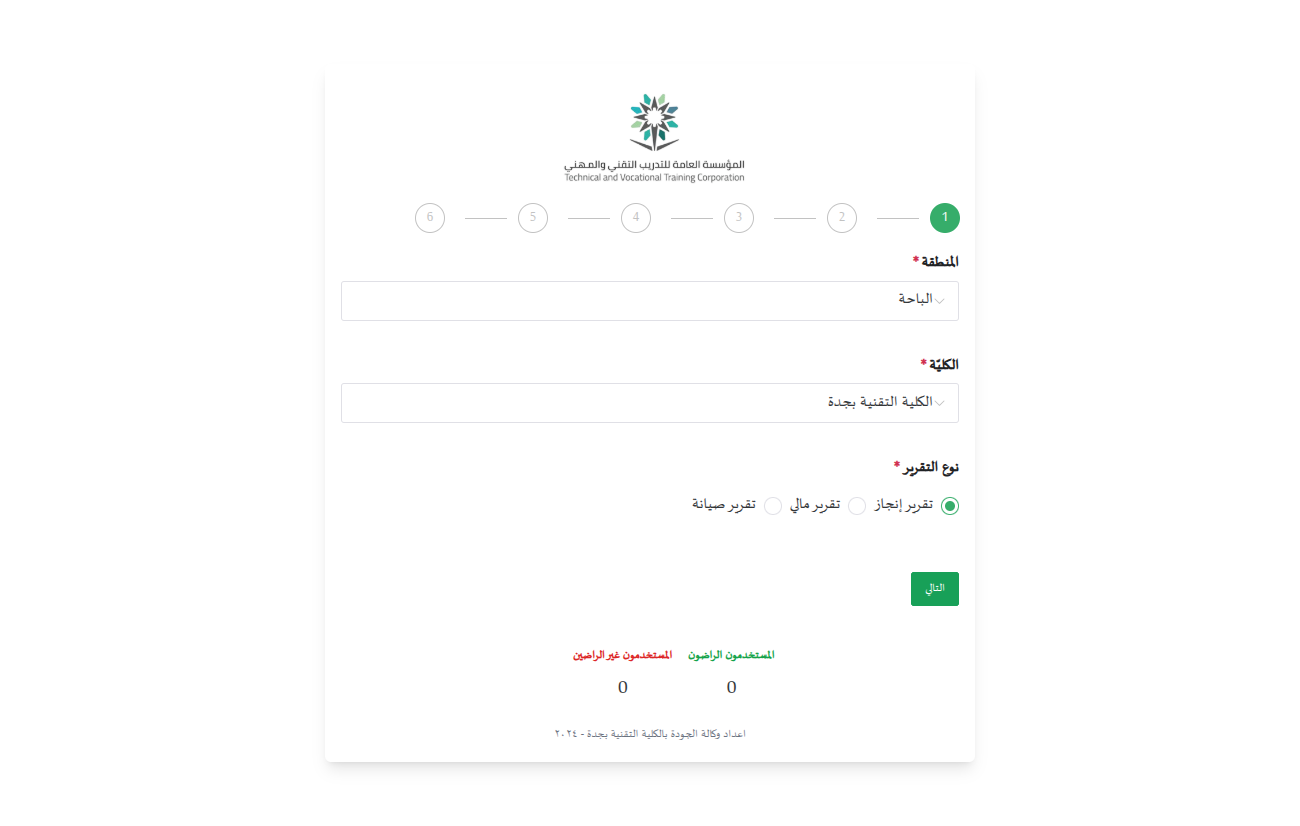 المؤسسة العامة للتدريب التقني والمهني
Technical and Vocational Training Corporation
1 2 3 4 5 6
المنطقة *
الباحة
الكليّة *
الكلية التقنية بجدة
نوع التقرير *
تقرير إنجاز تقرير مالي تقرير صيانة
التالي
المستخدمون الراضون المستخدمون غير الراضين
0 0
اعداد وكالة الجودة بالكلية التقنية بجدة - ٢٠٢٤